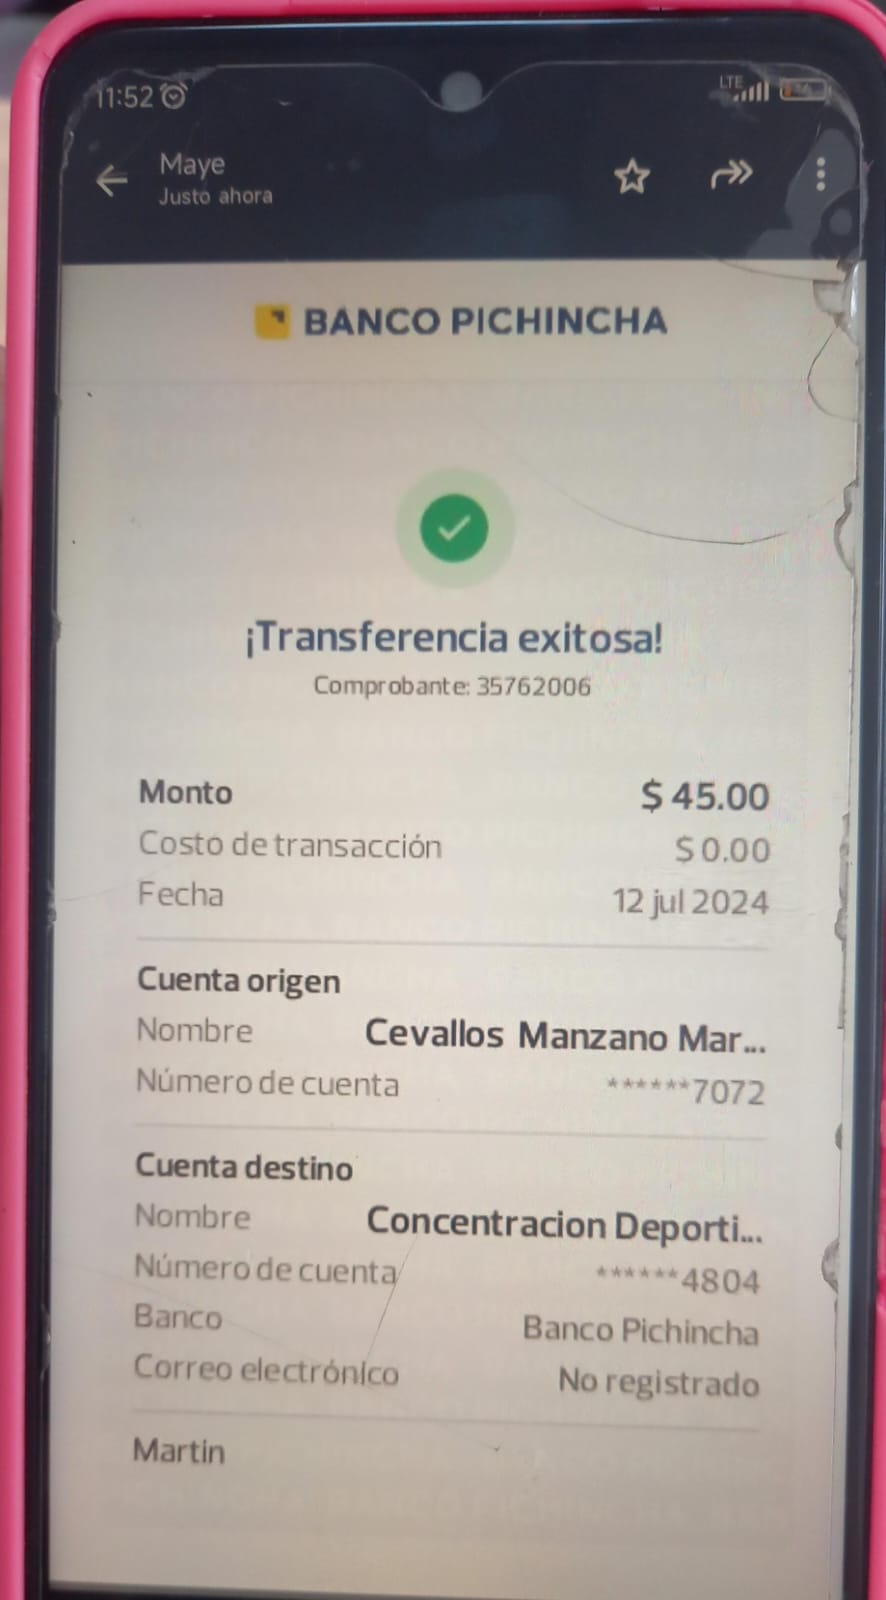 11:52
LTE
Maye
Justo ahora
BANCO PICHINCHA
¡Transferencia exitosa!
Comprobante: 35762006
Monto $ 45.00
Costo de transacción $ 0.00
Fecha 12 jul 2024
Cuenta origen
Nombre Cevallos Manzano Mar...
Número de cuenta ******7072
Cuenta destino
Nombre Concentracion Deporti...
Número de cuenta ******4804
Banco Banco Pichincha
Correo electrónico No registrado
Martin